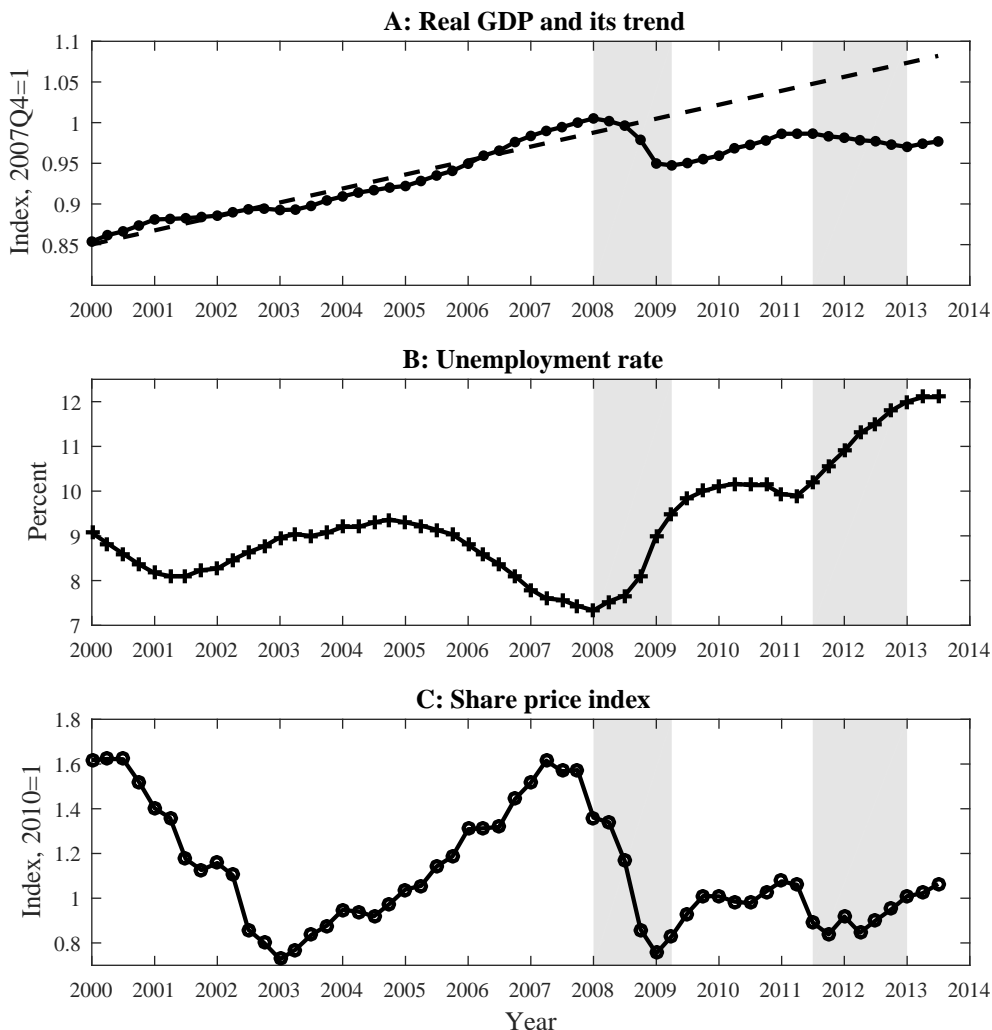 A: Real GDP and its trend
Index, 2007Q4=1
1.1
1.05
1
0.95
0.9
0.85
2000 2001 2002 2003 2004 2005 2006 2007 2008 2009 2010 2011 2012 2013 2014
B: Unemployment rate
Percent
12
11
10
9
8
7
2000 2001 2002 2003 2004 2005 2006 2007 2008 2009 2010 2011 2012 2013 2014
C: Share price index
Index, 2010=1
1.8
1.6
1.4
1.2
1
0.8
2000 2001 2002 2003 2004 2005 2006 2007 2008 2009 2010 2011 2012 2013 2014
Year